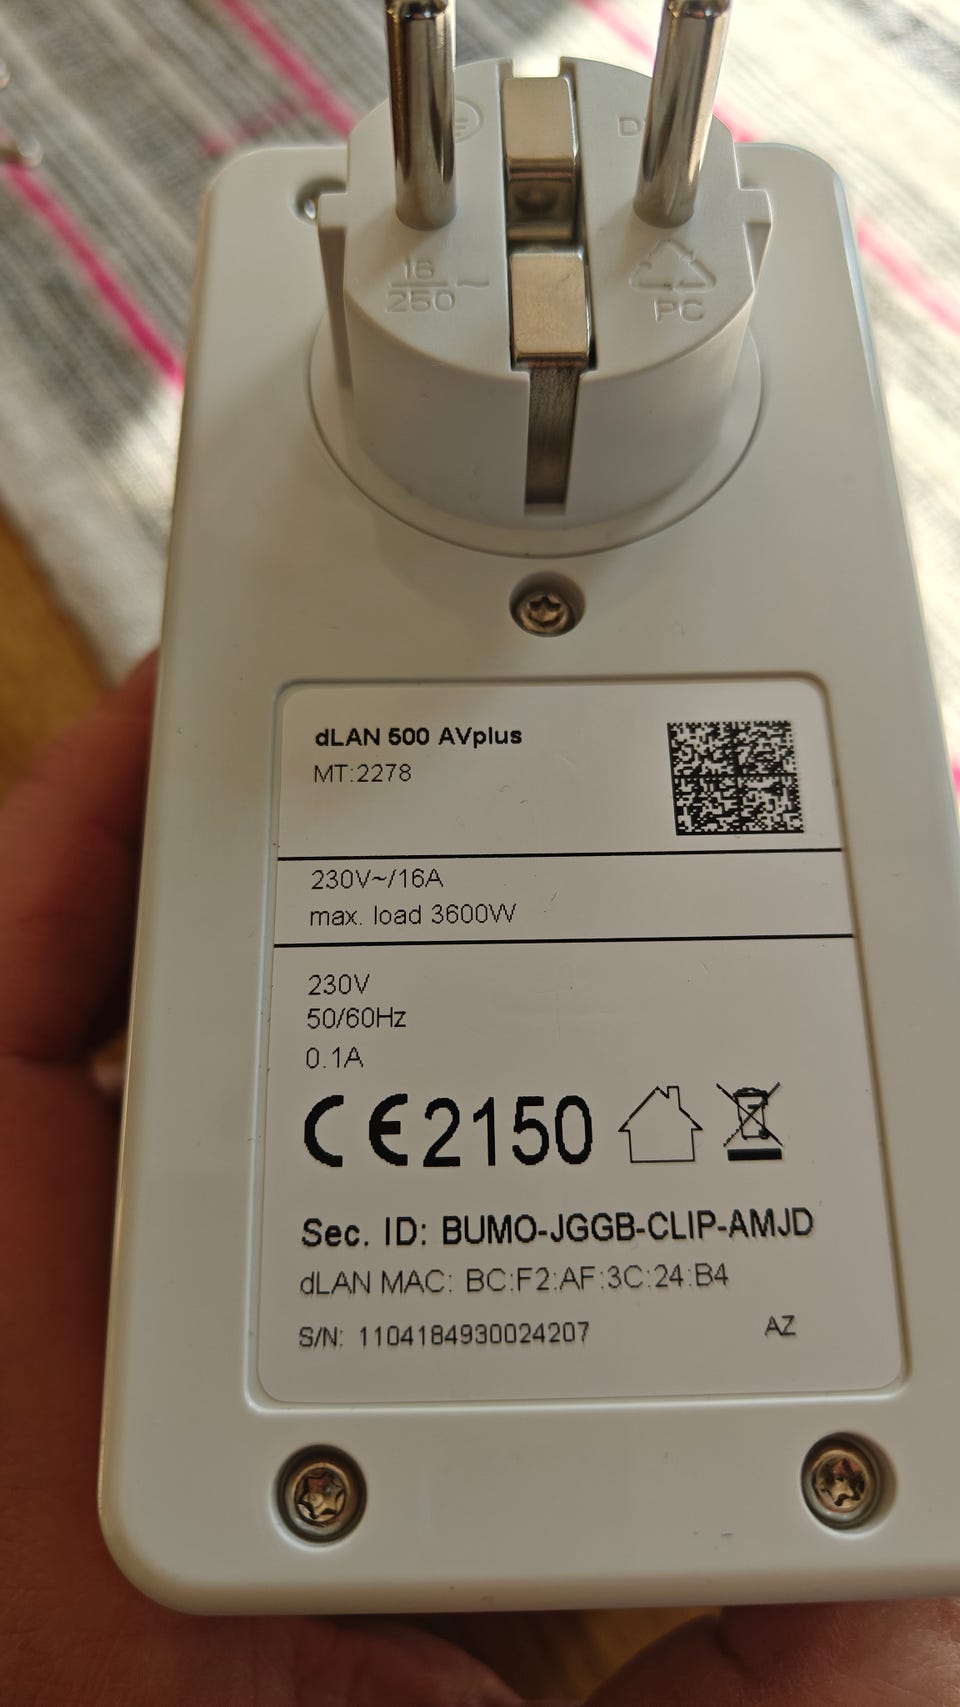 16
250 ~
PC
dLAN 500 AVplus
MT:2278
230V~/16A
max. load 3600W
230V
50/60Hz
0.1A
CE2150
Sec. ID: BUMO-JGGB-CLIP-AMJD
dLAN MAC: BC:F2:AF:3C:24:B4
S/N: 1104184930024207
AZ